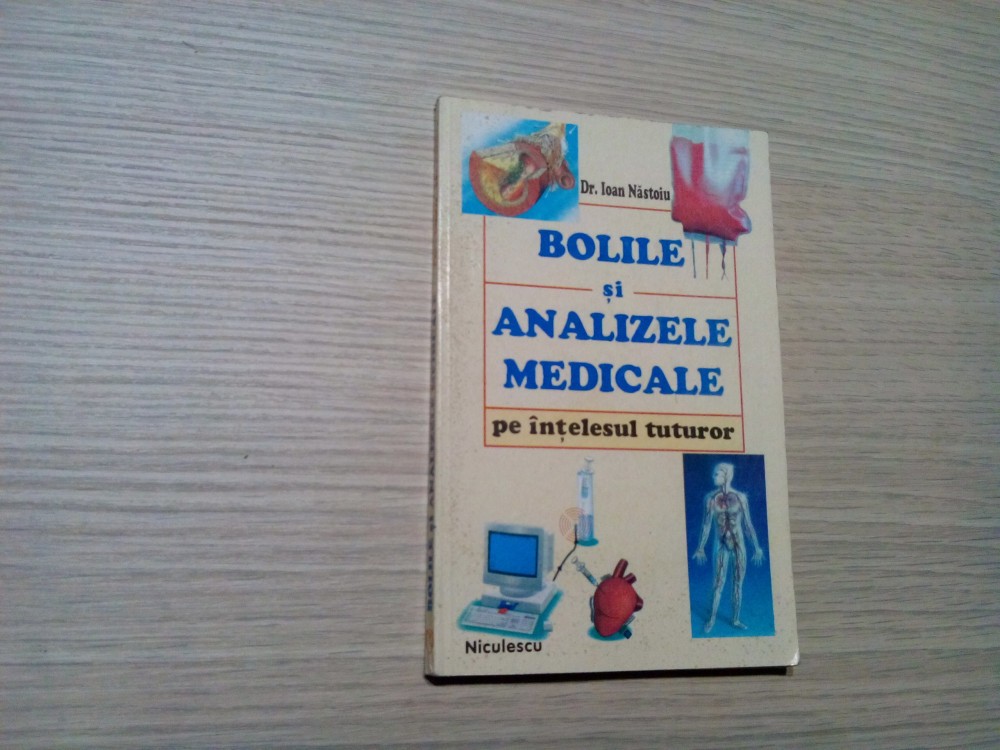 Dr. Ioan Năstoiu
BOLILE
și
ANALIZELE
MEDICALE
pe înțelesul tuturor
Niculescu